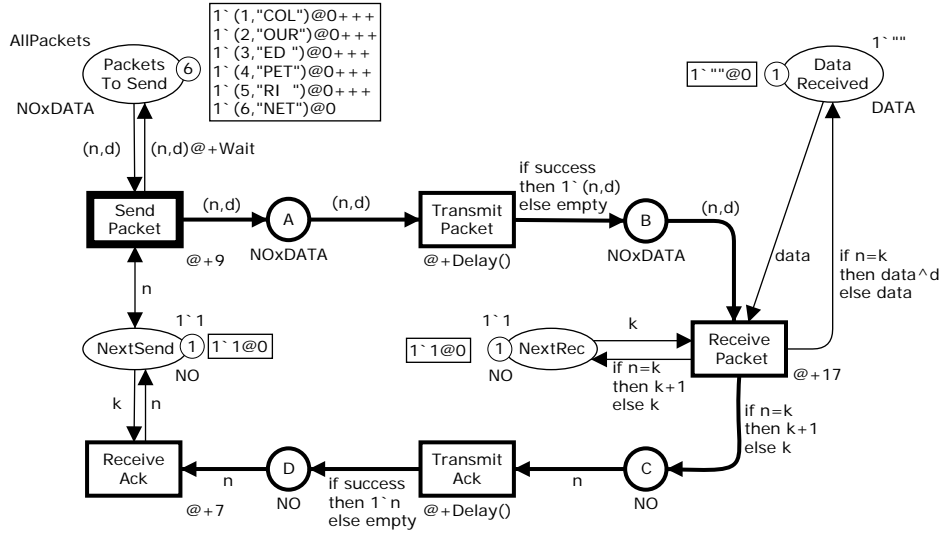 AllPackets
Packets
To Send
6
1`(1,"COL")@0+++
1`(2,"OUR")@0+++
1`(3,"ED ")@0+++
1`(4,"PET")@0+++
1`(5,"RI  ")@0+++
1`(6,"NET")@0
NOxDATA
1`""
1`""@0
1
Data
Received
DATA
(n,d)
(n,d)@+Wait
Send
Packet
@+9
(n,d)
A
NOxDATA
(n,d)
Transmit
Packet
@+Delay()
if success
then 1`(n,d)
else empty
B
NOxDATA
(n,d)
data
if n=k
then data^d
else data
n
NextSend
1`1
1
1`1@0
NO
1`1
1`1@0
1
NextRec
NO
k
if n=k
then k+1
else k
Receive
Packet
@+17
if n=k
then k+1
else k
k
n
Receive
Ack
@+7
n
D
NO
if success
then 1`n
else empty
Transmit
Ack
@+Delay()
n
C
NO